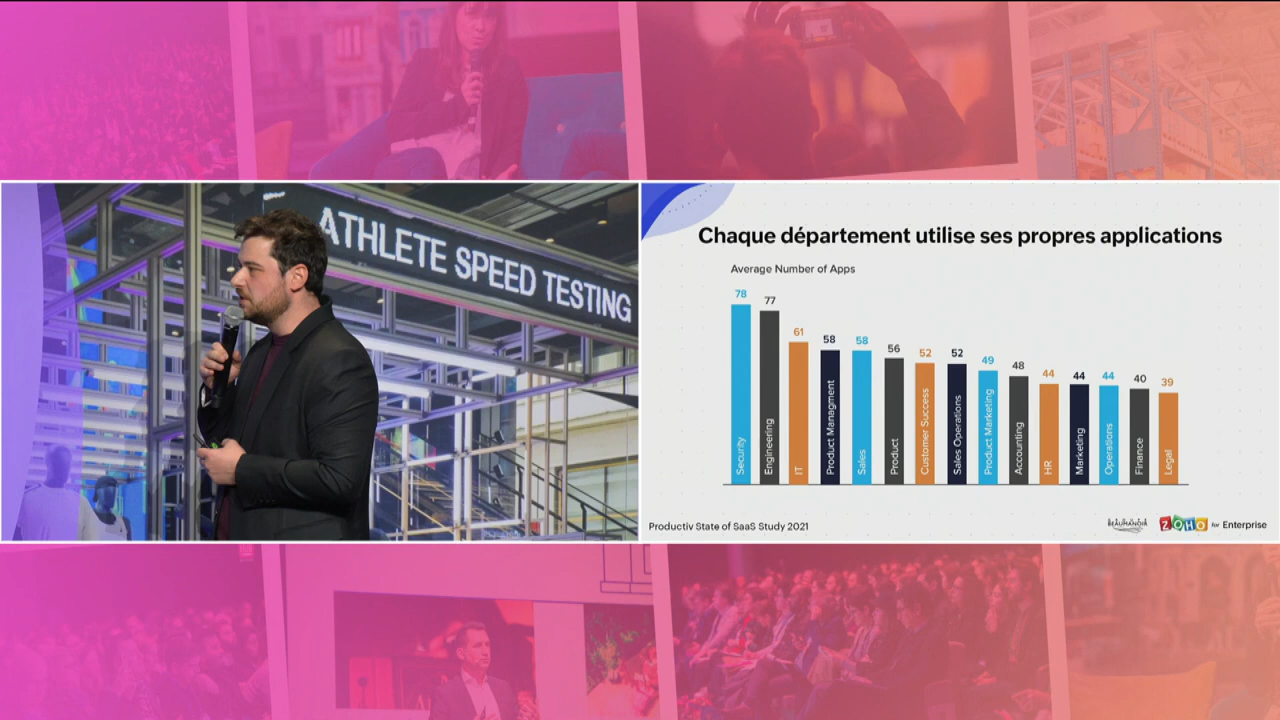 ATHLETE SPEED TESTING
Chaque département utilise ses propres applications
Average Number of Apps
78
77
61
58
58
56
52
52
49
48
44
44
44
40
39
Security
Engineering
IT
Product Managment
Sales
Product
Customer Success
Sales Operations
Product Marketing
Accounting
HR
Marketing
Operations
Finance
Legal
Productiv State of SaaS Study 2021
BEAUMANOIR
ZOHO for Enterprise